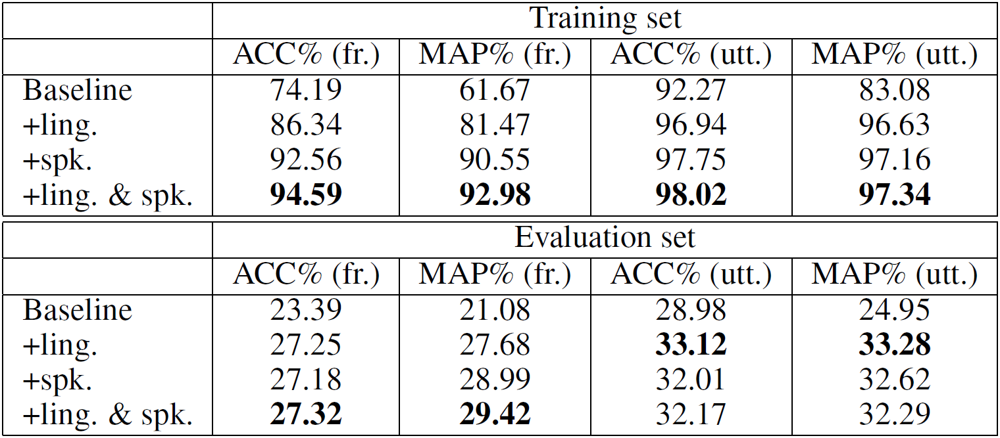 Training set
ACC% (fr.) MAP% (fr.) ACC% (utt.) MAP% (utt.)
Baseline 74.19 61.67 92.27 83.08
+ling. 86.34 81.47 96.94 96.63
+spk. 92.56 90.55 97.75 97.16
+ling. & spk. 94.59 92.98 98.02 97.34
Evaluation set
ACC% (fr.) MAP% (fr.) ACC% (utt.) MAP% (utt.)
Baseline 23.39 21.08 28.98 24.95
+ling. 27.25 27.68 33.12 33.28
+spk. 27.18 28.99 32.01 32.62
+ling. & spk. 27.32 29.42 32.17 32.29